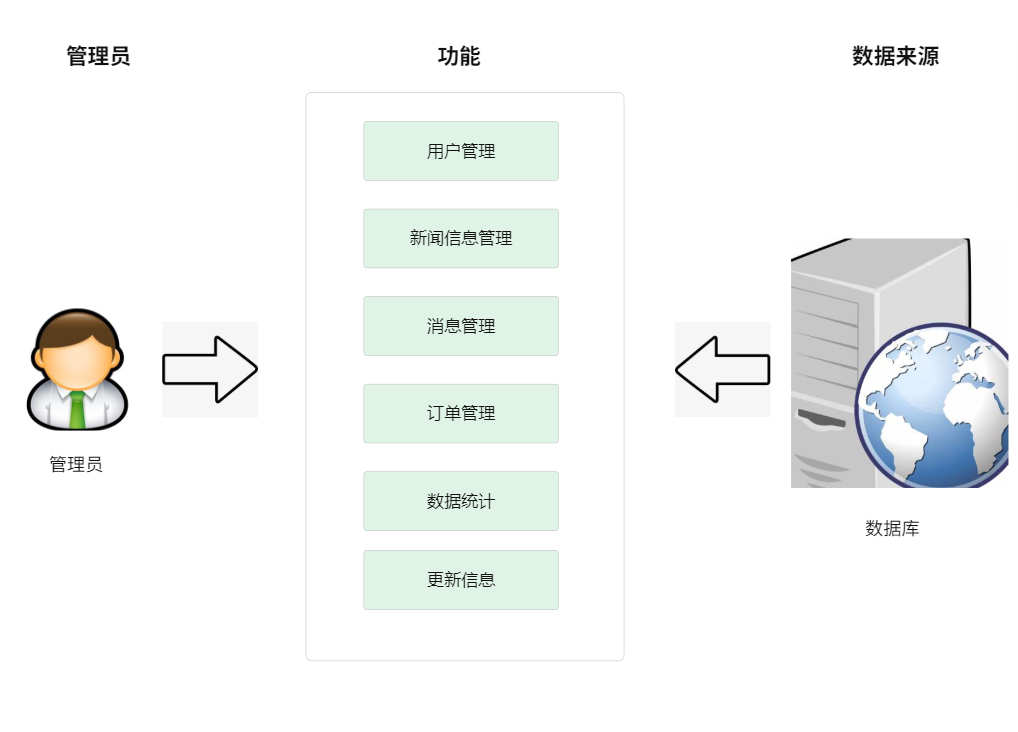 管理员
功能
数据来源
用户管理
新闻信息管理
消息管理
订单管理
数据统计
更新信息
管理员
数据库